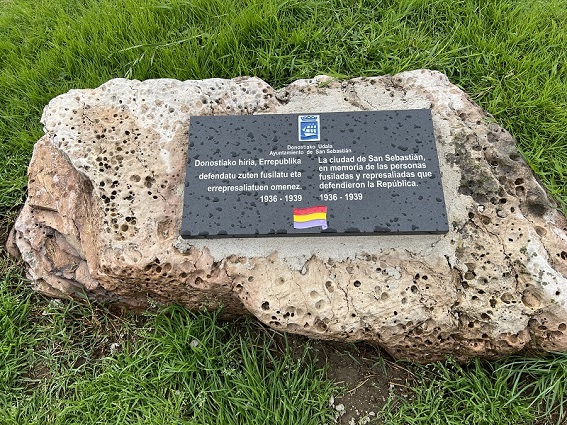 Donostiako Udala
Ayuntamiento de San Sebastián
Donostiako hiria, Errepublika
defendatu zuten fusilatu eta
errepresaliatuen omenez.
1936 - 1939
La ciudad de San Sebastián,
en memoria de las personas
fusiladas y represaliadas que
defendieron la República.
1936 - 1939